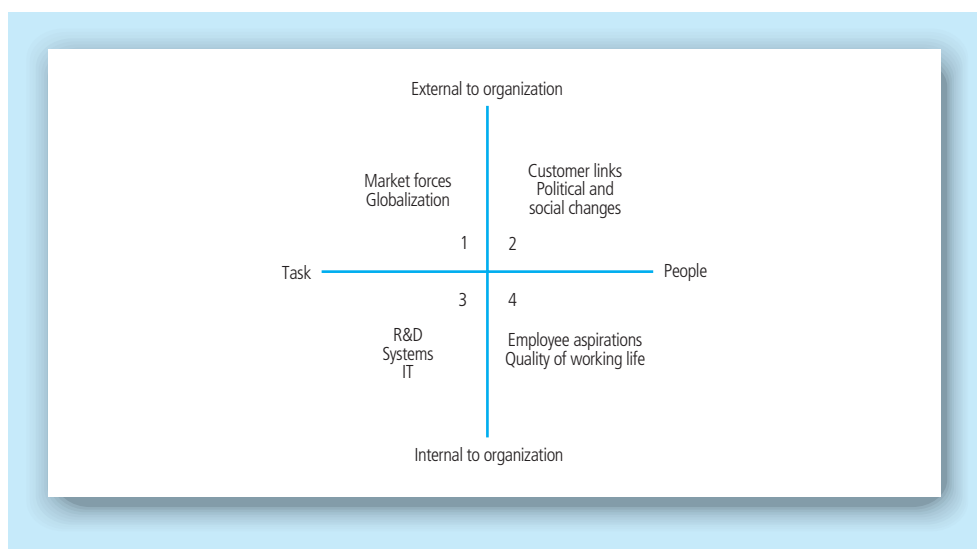 External to organization
Market forces
Globalization
Customer links
Political and
social changes
1
2
Task
People
3
4
R&D
Systems
IT
Employee aspirations
Quality of working life
Internal to organization